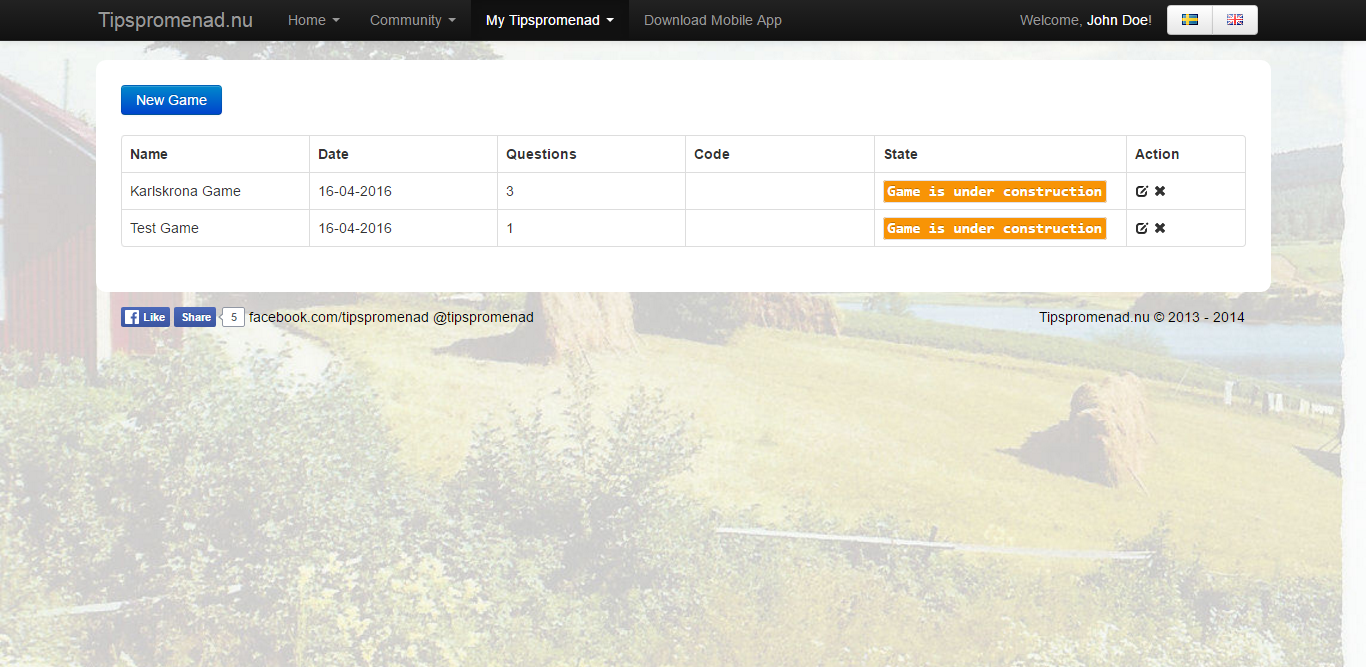 Tipspromenad.nu Home Community My Tipspromenad Download Mobile App Welcome, John Doe!
New Game
Name Date Questions Code State Action
Karlskrona Game 16-04-2016 3 Game is under construction
Test Game 16-04-2016 1 Game is under construction
Like Share 5 facebook.com/tipspromenad @tipspromenad Tipspromenad.nu © 2013 - 2014